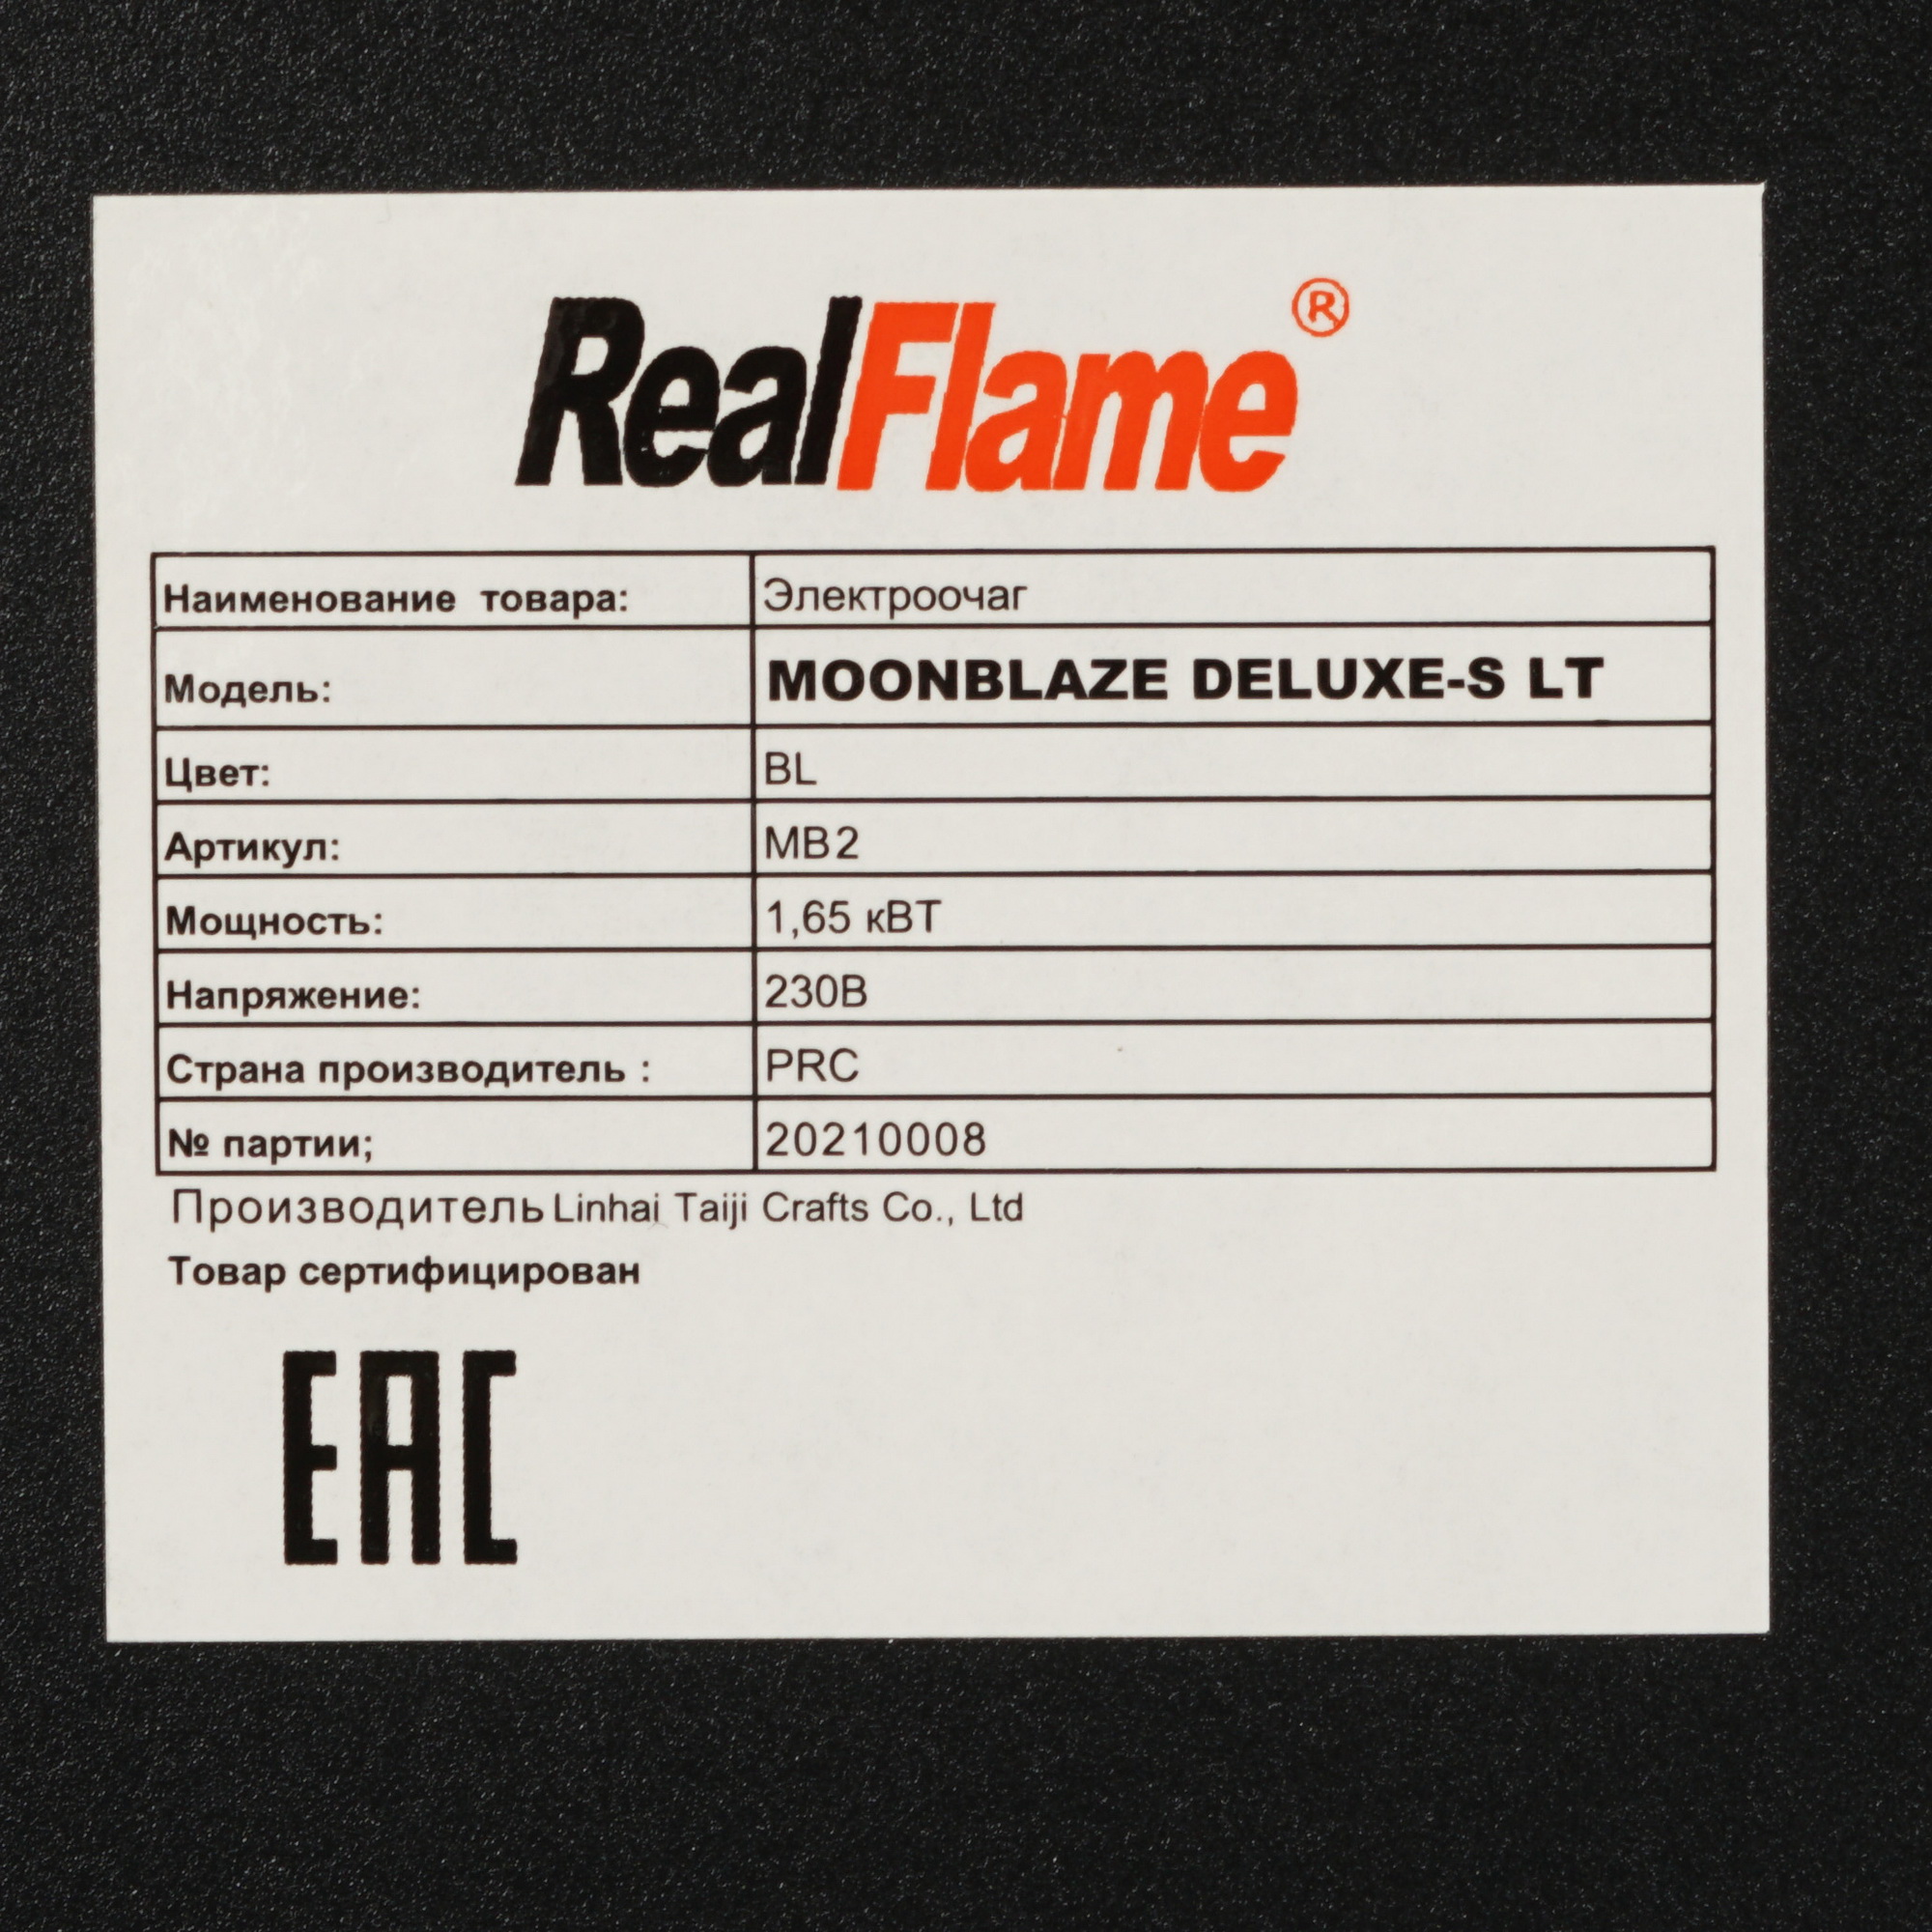 RealFlame®
Наименование товара: Электроочаг
Модель: MOONBLAZE DELUXE-S LT
Цвет: BL
Артикул: MB2
Мощность: 1,65 кВТ
Напряжение: 230В
Страна производитель : PRC
№ партии; 20210008
Производитель Linhai Taiji Crafts Co., Ltd
Товар сертифицирован
EAC